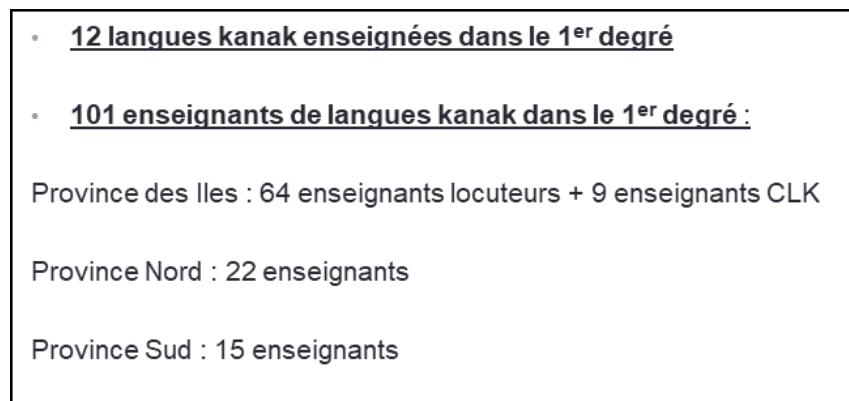 • 12 langues kanak enseignées dans le 1er degré
• 101 enseignants de langues kanak dans le 1er degré :
Province des Iles : 64 enseignants locuteurs + 9 enseignants CLK
Province Nord : 22 enseignants
Province Sud : 15 enseignants